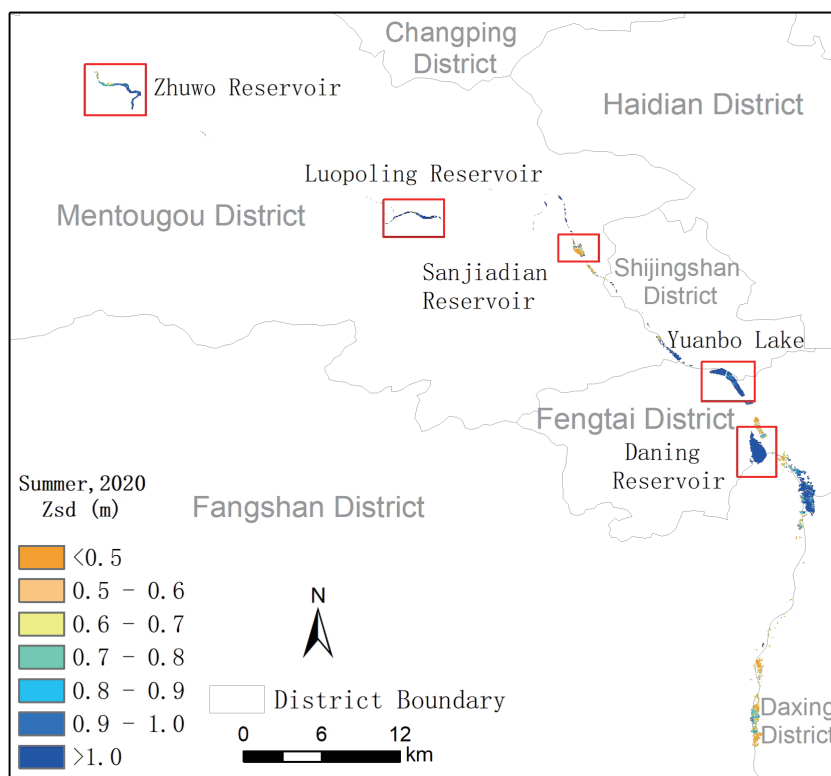 Changping
District
Zhuwo Reservoir
Haidian District
Luopoling Reservoir
Mentougou District
Sanjiadian
Reservoir
Shijingshan
District
Yuanbo Lake
Fengtai District
Daning
Reservoir
Fangshan District
Summer,2020
Zsd (m)
<0.5
0.5 - 0.6
0.6 - 0.7
0.7 - 0.8
0.8 - 0.9
0.9 - 1.0
>1.0
N
District Boundary
0 6 12
km
Daxing
District